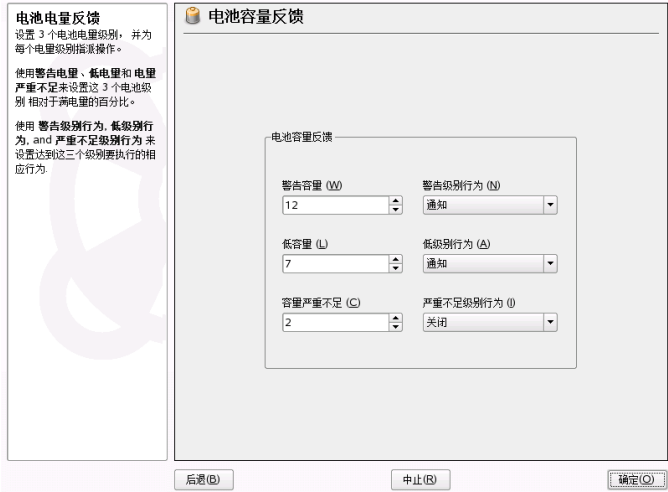 电池电量反馈
设置 3 个电池电量级别， 并为
每个电量级别指派操作。
使用警告电量、低电量和 电量
严重不足来设置这 3 个电池级
别 相对于满电量的百分比。
使用 警告级别行为, 低级别行
为, and 严重不足级别行为 来
设置达到这三个级别要执行的相
应行为.
电池容量反馈
电池容量反馈
警告容量 (W)
警告级别行为 (N)
12
通知
低容量 (L)
低级别行为 (A)
7
通知
容量严重不足 (C)
严重不足级别行为 (I)
2
关闭
后退(B)
中止(R)
确定(O)